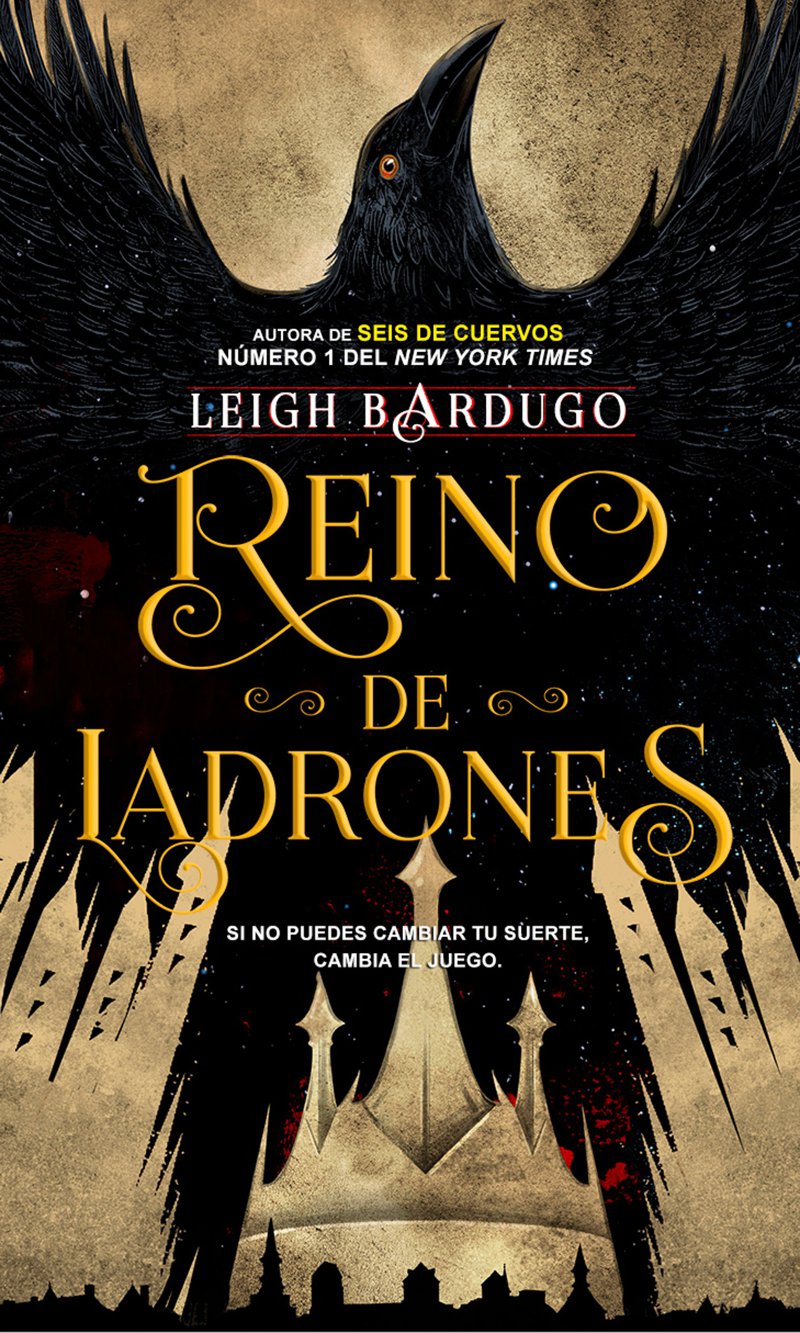 AUTORA DE SEIS DE CUERVOS
NÚMERO 1 DEL NEW YORK TIMES
LEIGH BARDUGO
REINO
DE
LADRONES
SI NO PUEDES CAMBIAR TU SUERTE,
CAMBIA EL JUEGO.